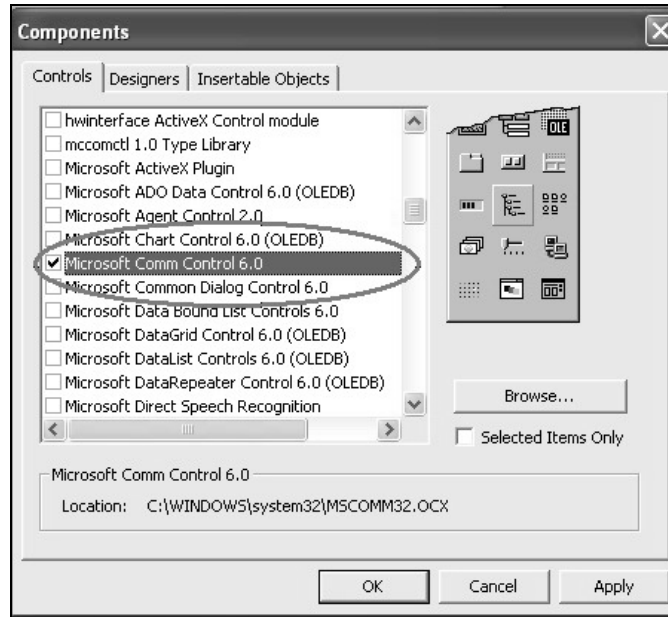 Components
Controls Designers Insertable Objects
hwinterface ActiveX Control module
mccomctl 1.0 Type Library
Microsoft ActiveX Plugin
Microsoft ADO Data Control 6.0 (OLEDB)
Microsoft Agent Control 2.0
Microsoft Chart Control 6.0 (OLEDB)
Microsoft Comm Control 6.0
Microsoft Common Dialog Control 6.0
Microsoft Data Bound List Controls 6.0
Microsoft DataGrid Control 6.0 (OLEDB)
Microsoft DataList Controls 6.0 (OLEDB)
Microsoft DataRepeater Control 6.0 (OLEDB)
Microsoft Direct Speech Recognition
OLE
Browse...
Selected Items Only
Microsoft Comm Control 6.0
Location: C:\WINDOWS\system32\MSCOMM32.OCX
OK Cancel Apply